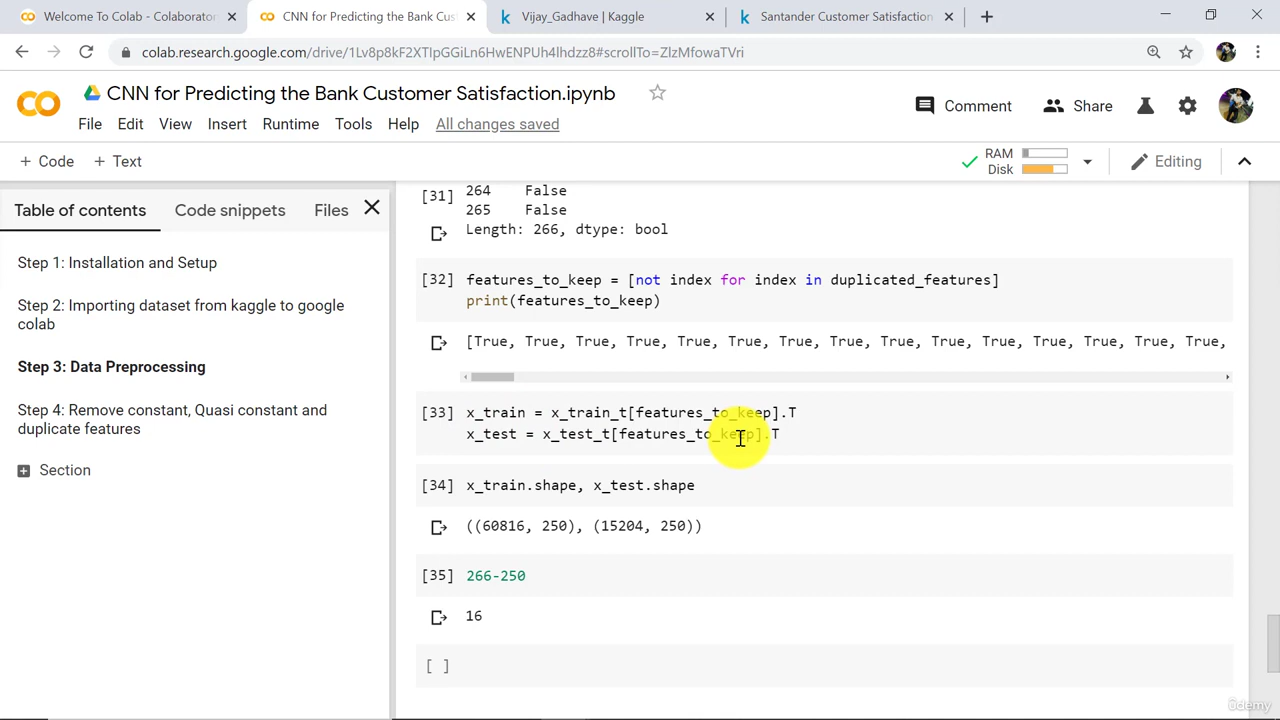 Welcome To Colab - Colaborator
CNN for Predicting the Bank Cus
Vijay_Gadhave | Kaggle
Santander Customer Satisfaction
colab.research.google.com/drive/1Lv8p8kF2XTIpGGiLn6HwENPUh4lhdzz8#scrollTo=ZlzMfowaTVri
CNN for Predicting the Bank Customer Satisfaction.ipynb
Comment
Share
File Edit View Insert Runtime Tools Help All changes saved
+ Code + Text
RAM
Disk
Editing
Table of contents Code snippets Files
Step 1: Installation and Setup
Step 2: Importing dataset from kaggle to google
colab
Step 3: Data Preprocessing
Step 4: Remove constant, Quasi constant and
duplicate features
Section
[31] 264 False
265 False
Length: 266, dtype: bool
[32] features_to_keep = [not index for index in duplicated_features]
print(features_to_keep)
[True, True, True, True, True, True, True, True, True, True, True, True, True, True, True,
[33] x_train = x_train_t[features_to_keep].T
x_test = x_test_t[features_to_keep].T
[34] x_train.shape, x_test.shape
((60816, 250), (15204, 250))
[35] 266-250
16
[ ]
ûdemy